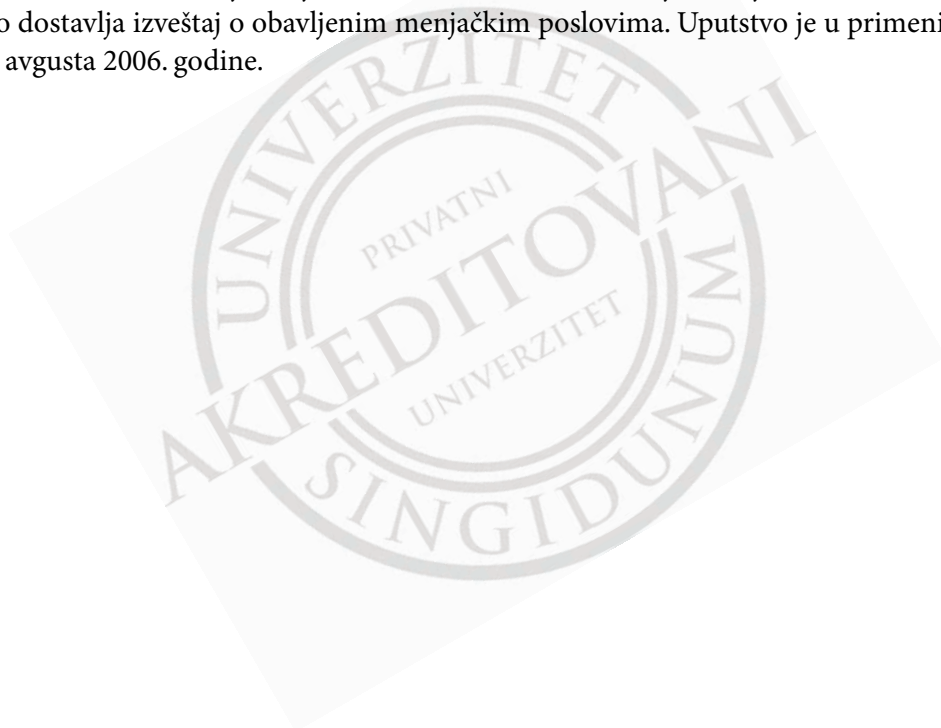 o dostavlja izveštaj o obavljenim menjačkim poslovima. Uputstvo je u primeni
avgusta 2006. godine.
UNIVERZITET
PRIVATNI
AKREDITOVANI
UNIVERZITET
SINGIDUNUM